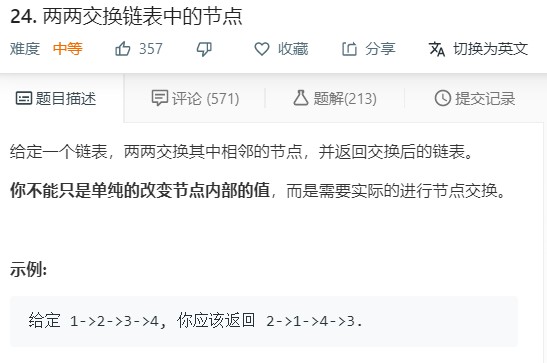 24. 两两交换链表中的节点
难度 中等 357 收藏 分享 切换为英文
题目描述 评论 (571) 题解(213) 提交记录
给定一个链表，两两交换其中相邻的节点，并返回交换后的链表。
你不能只是单纯的改变节点内部的值，而是需要实际的进行节点交换。
示例:
给定 1->2->3->4, 你应该返回 2->1->4->3.